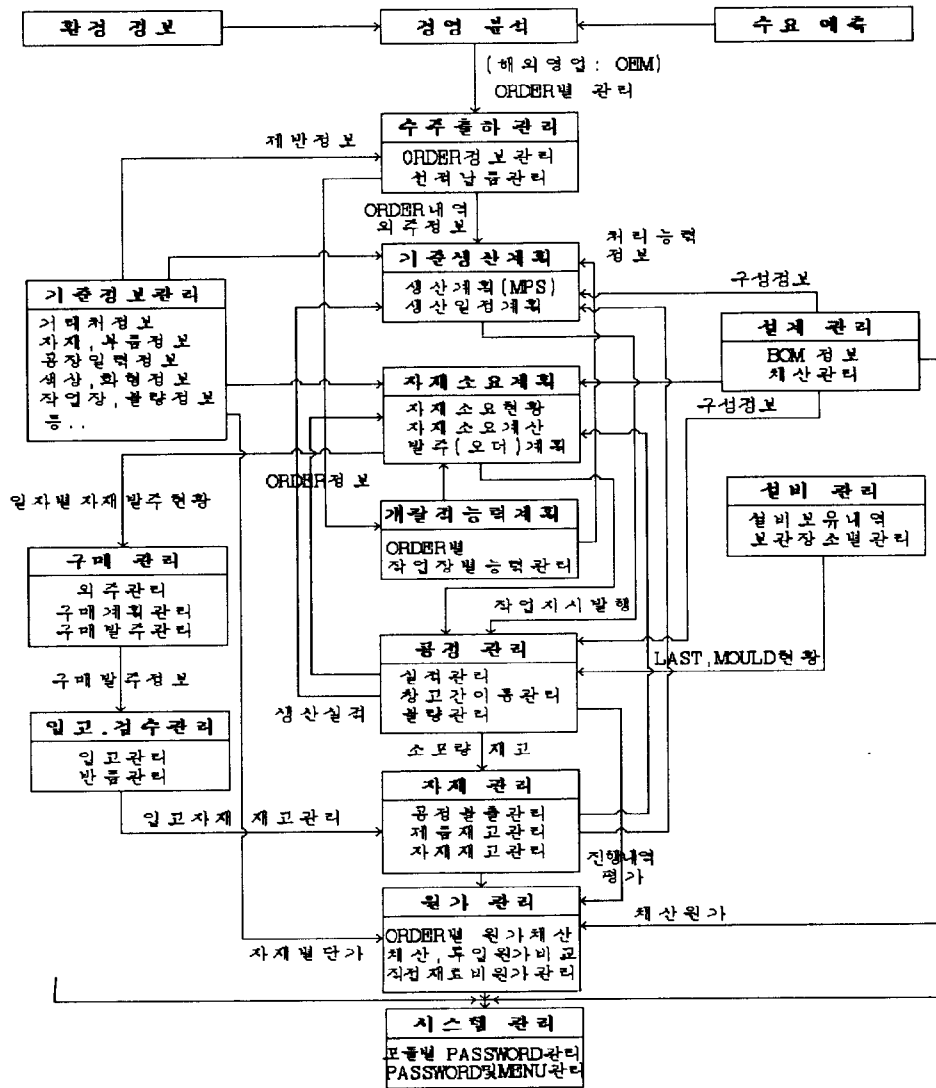 환경 정보
경영 분석
수요 예측
(해외영업: OEM)
ORDER별 관리
수주출하 관리
ORDER정보관리
선적납품관리
제반정보
ORDER내역
외주정보
처리능력
정보
기준생산계획
생산계획(MPS)
생산일정계획
구성정보
기준정보관리
거래처정보
자재,부품정보
공장일력정보
색상,화형정보
작업장,불량정보
등..
설계 관리
BOM 정보
채산관리
자재소요계획
자재소요현황
자재소요계산
발주(오더)계획
구성정보
ORDER정보
일자별자재발주현황
개략적능력계획
ORDER별
작업장별능력관리
설비 관리
설비보유내역
보관장소별관리
구매 관리
외주관리
구매계획관리
구매발주관리
작업지시발행
공정 관리
실적관리
창고간이동관리
불량관리
LAST,MOULD현황
구매발주정보
생산실적
입고.검수관리
입고관리
반품관리
소모량 재고
자재 관리
공정불출관리
제품재고관리
자재재고관리
입고자재 재고관리
진행내역
평가
원가 관리
ORDER별 원가채산
채산,투입원가비교
직접재료비원가관리
자재별단가
채산원가
시스템 관리
모듈별 PASSWORD관리
PASSWORD및MENU관리